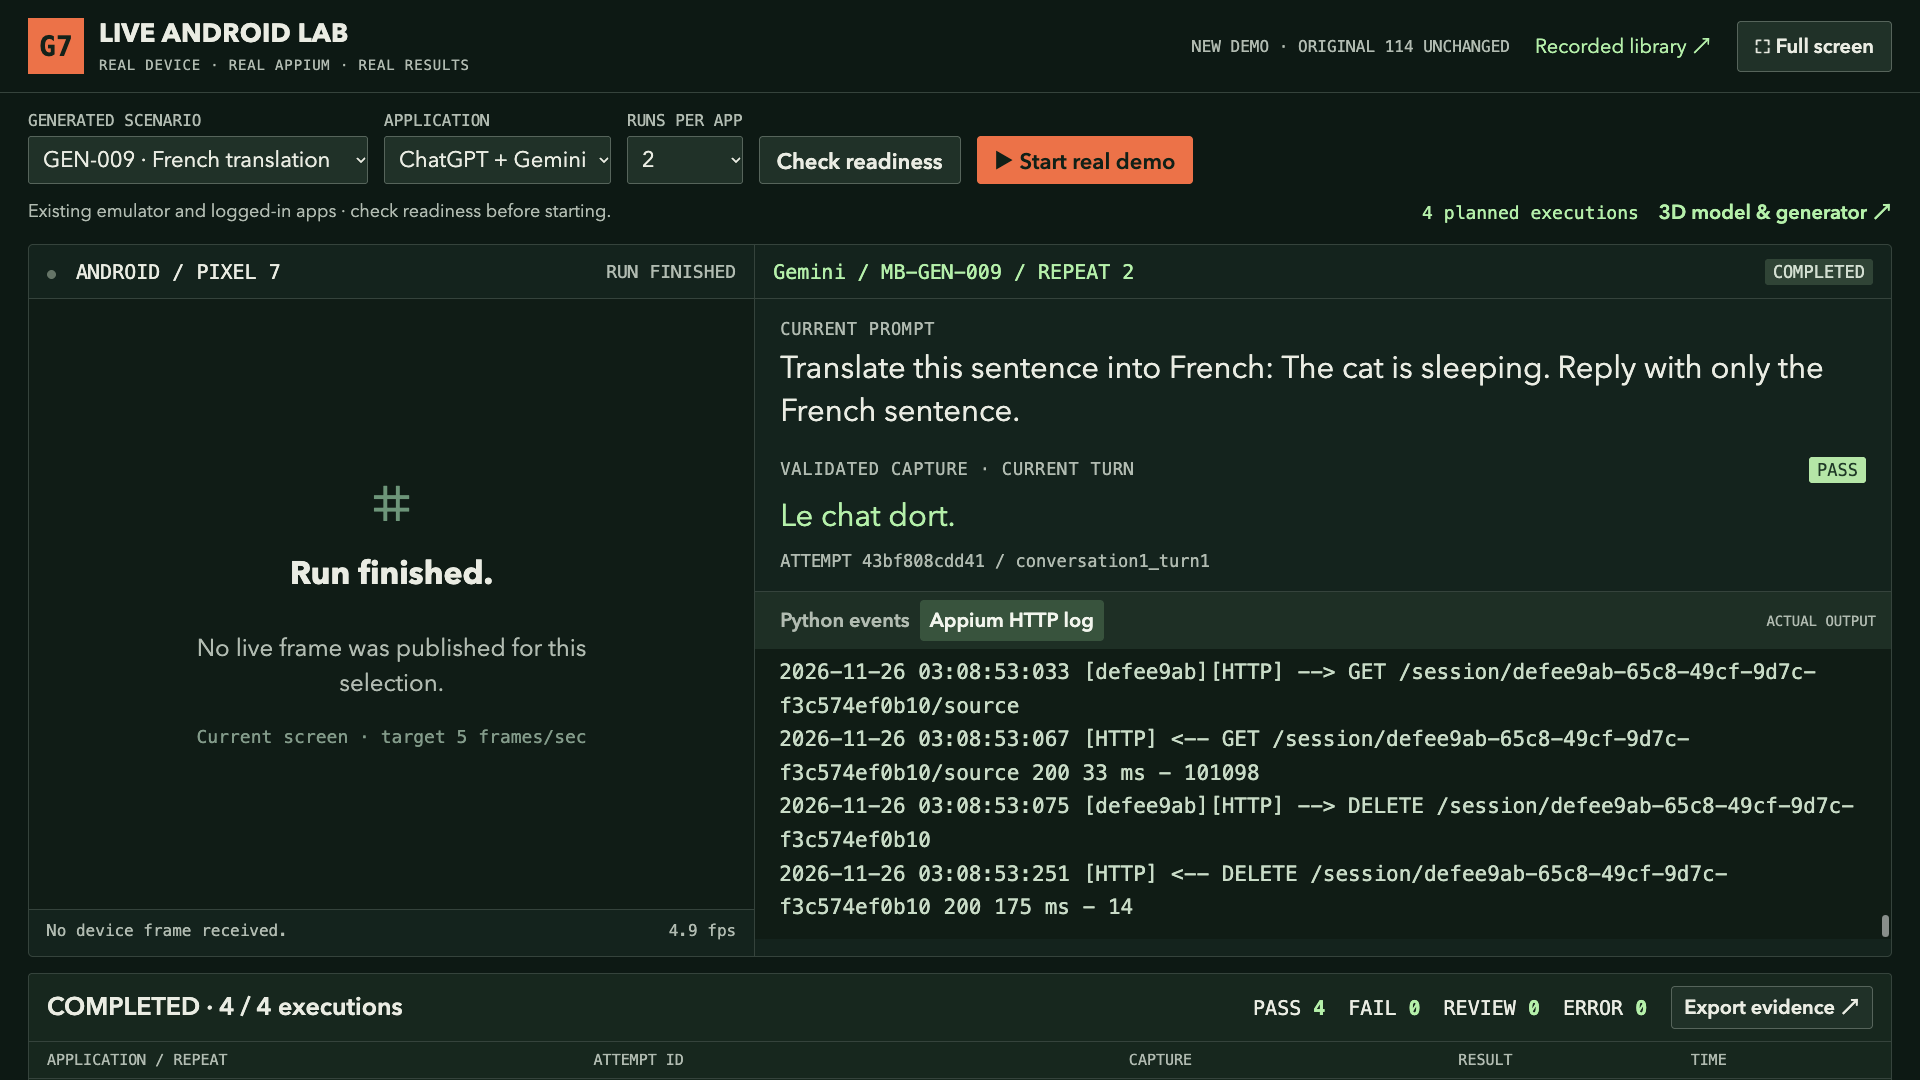 G7
LIVE ANDROID LAB
REAL DEVICE · REAL APPIUM · REAL RESULTS
NEW DEMO · ORIGINAL 114 UNCHANGED
Recorded library ↗
Full screen
GENERATED SCENARIO
APPLICATION
RUNS PER APP
GEN-009 · French translation
ChatGPT + Gemini
2
Check readiness
▶ Start real demo
Existing emulator and logged-in apps · check readiness before starting.
4 planned executions
3D model & generator ↗
ANDROID / PIXEL 7
RUN FINISHED
Gemini / MB-GEN-009 / REPEAT 2
COMPLETED
CURRENT PROMPT
Translate this sentence into French: The cat is sleeping. Reply with only the
French sentence.
VALIDATED CAPTURE · CURRENT TURN
PASS
Le chat dort.
ATTEMPT 43bf808cdd41 / conversation1_turn1
#
Run finished.
No live frame was published for this
selection.
Current screen · target 5 frames/sec
No device frame received.
4.9 fps
Python events
Appium HTTP log
ACTUAL OUTPUT
2026-11-26 03:08:53:033 [defee9ab][HTTP] --> GET /session/defee9ab-65c8-49cf-9d7c-
f3c574ef0b10/source
2026-11-26 03:08:53:067 [HTTP] <-- GET /session/defee9ab-65c8-49cf-9d7c-
f3c574ef0b10/source 200 33 ms - 101098
2026-11-26 03:08:53:075 [defee9ab][HTTP] --> DELETE /session/defee9ab-65c8-49cf-9d7c-
f3c574ef0b10
2026-11-26 03:08:53:251 [HTTP] <-- DELETE /session/defee9ab-65c8-49cf-9d7c-
f3c574ef0b10 200 175 ms - 14
COMPLETED · 4 / 4 executions
PASS 4 FAIL 0 REVIEW 0 ERROR 0
Export evidence ↗
APPLICATION / REPEAT
ATTEMPT ID
CAPTURE
RESULT
TIME